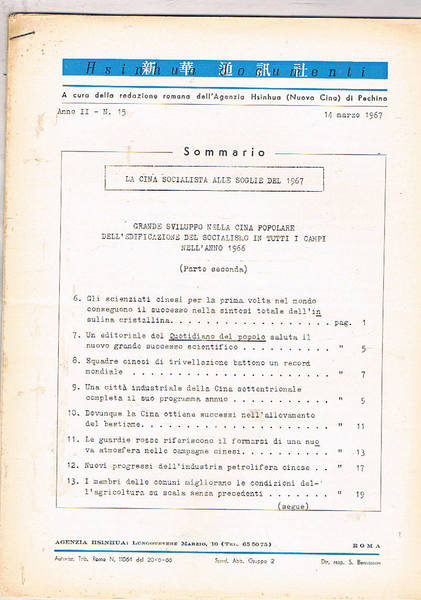 新華通訊社
Hsinhua documenti
A cura della redazione romana dell'Agenzia Hsinhua (Nuova Cina) di Pechino
Anno II - N. 15 14 marzo 1967
Sommario
LA CINA SOCIALISTA ALLE SOGLIE DEL 1967
GRANDE SVILUPPO NELLA CINA POPOLARE
DELL'EDIFICAZIONE DEL SOCIALISMO IN TUTTI I CAMPI
NELL'ANNO 1966
(Parte seconda)
6. Gli scienziati cinesi per la prima volta nel mondo
conseguono il successo nella sintesi totale dell'in
sulina cristallina. . . . . . . . . . . . . . . . . . pag. 1
7. Un editoriale del Quotidiano del popolo saluta il
nuovo grande successo scientifico . . . . . . . . . . " 5
8. Squadre cinesi di trivellazione battono un record
mondiale . . . . . . . . . . . . . . . . . . . . . . " 7
9. Una città industriale della Cina settentrionale
completa il suo programma annuo . . . . . . . . . . . " 9
10. Dovunque la Cina ottiene successi nell'allevamento
del bestiame. . . . . . . . . . . . . . . . . . . . . " 11
11. Le guardie rosse riferiscono il formarsi di una nuo
va atmosfera nelle campagne cinesi. . . . . . . . . . " 13
12. Nuovi progressi dell'industria petrolifera cinese . . " 17
13. I membri delle comuni migliorano le condizioni del-
l'agricoltura su scala senza precedenti . . . . . . . " 19
(segue)
AGENZIA HSINHUA: Lungotevere Marzio, 10 (Tel. 65 50 75) ROMA
Autorizz. Trib. Roma N. 11064 del 20-6-66 Sped. Abb. Gruppo 2 Dir. resp. S. Bensasson